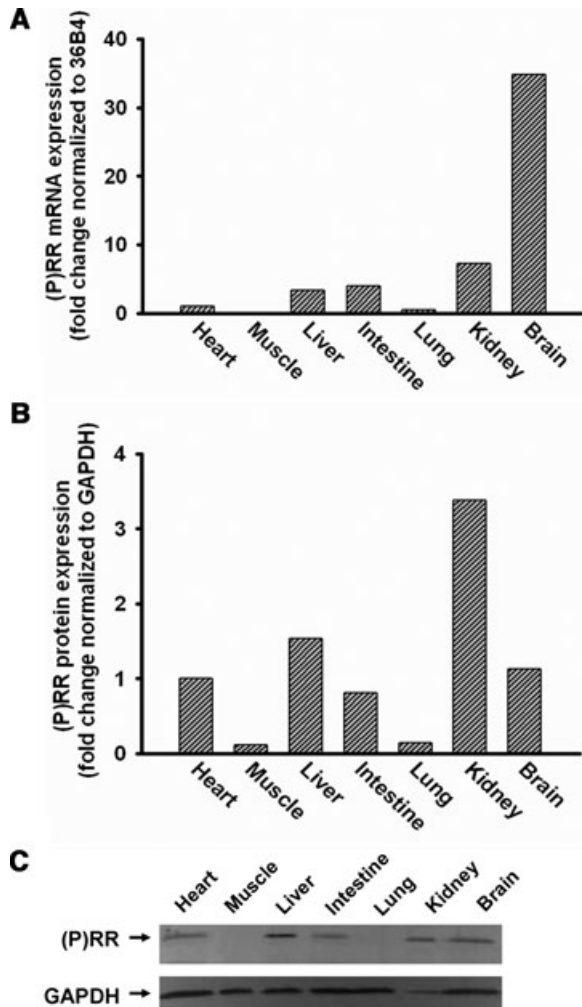 A
(P)RR mRNA expression
(fold change normalized to 36B4)
40
30
20
10
0
Heart
Muscle
Liver
Intestine
Lung
Kidney
Brain
B
(P)RR protein expression
(fold change normalized to GAPDH)
4
3
2
1
0
Heart
Muscle
Liver
Intestine
Lung
Kidney
Brain
C
Heart
Muscle
Liver
Intestine
Lung
Kidney
Brain
(P)RR
GAPDH